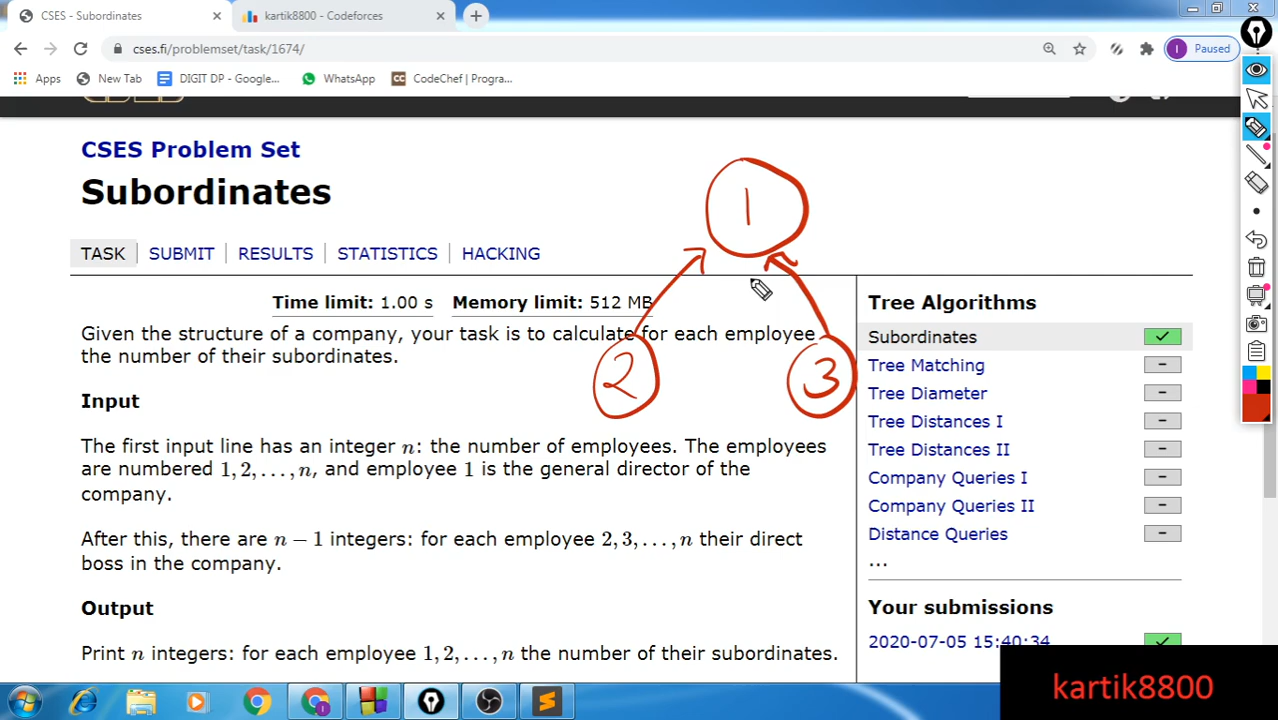 CSES - Subordinates
kartik8800 - Codeforces
cses.fi/problemset/task/1674/
I Paused
Apps New Tab DIGIT DP - Google... WhatsApp CC CodeChef | Progra...
CSES Problem Set
Subordinates
1
TASK SUBMIT RESULTS STATISTICS HACKING
Time limit: 1.00 s Memory limit: 512 MB
Given the structure of a company, your task is to calculate for each employee
the number of their subordinates.
2 3
Input
The first input line has an integer n: the number of employees. The employees
are numbered 1, 2, . . . , n, and employee 1 is the general director of the
company.
After this, there are n − 1 integers: for each employee 2, 3, . . . , n their direct
boss in the company.
Output
Print n integers: for each employee 1, 2, . . . , n the number of their subordinates.
Tree Algorithms
Subordinates
Tree Matching
Tree Diameter
Tree Distances I
Tree Distances II
Company Queries I
Company Queries II
Distance Queries
...
Your submissions
2020-07-05 15:40:34
kartik8800